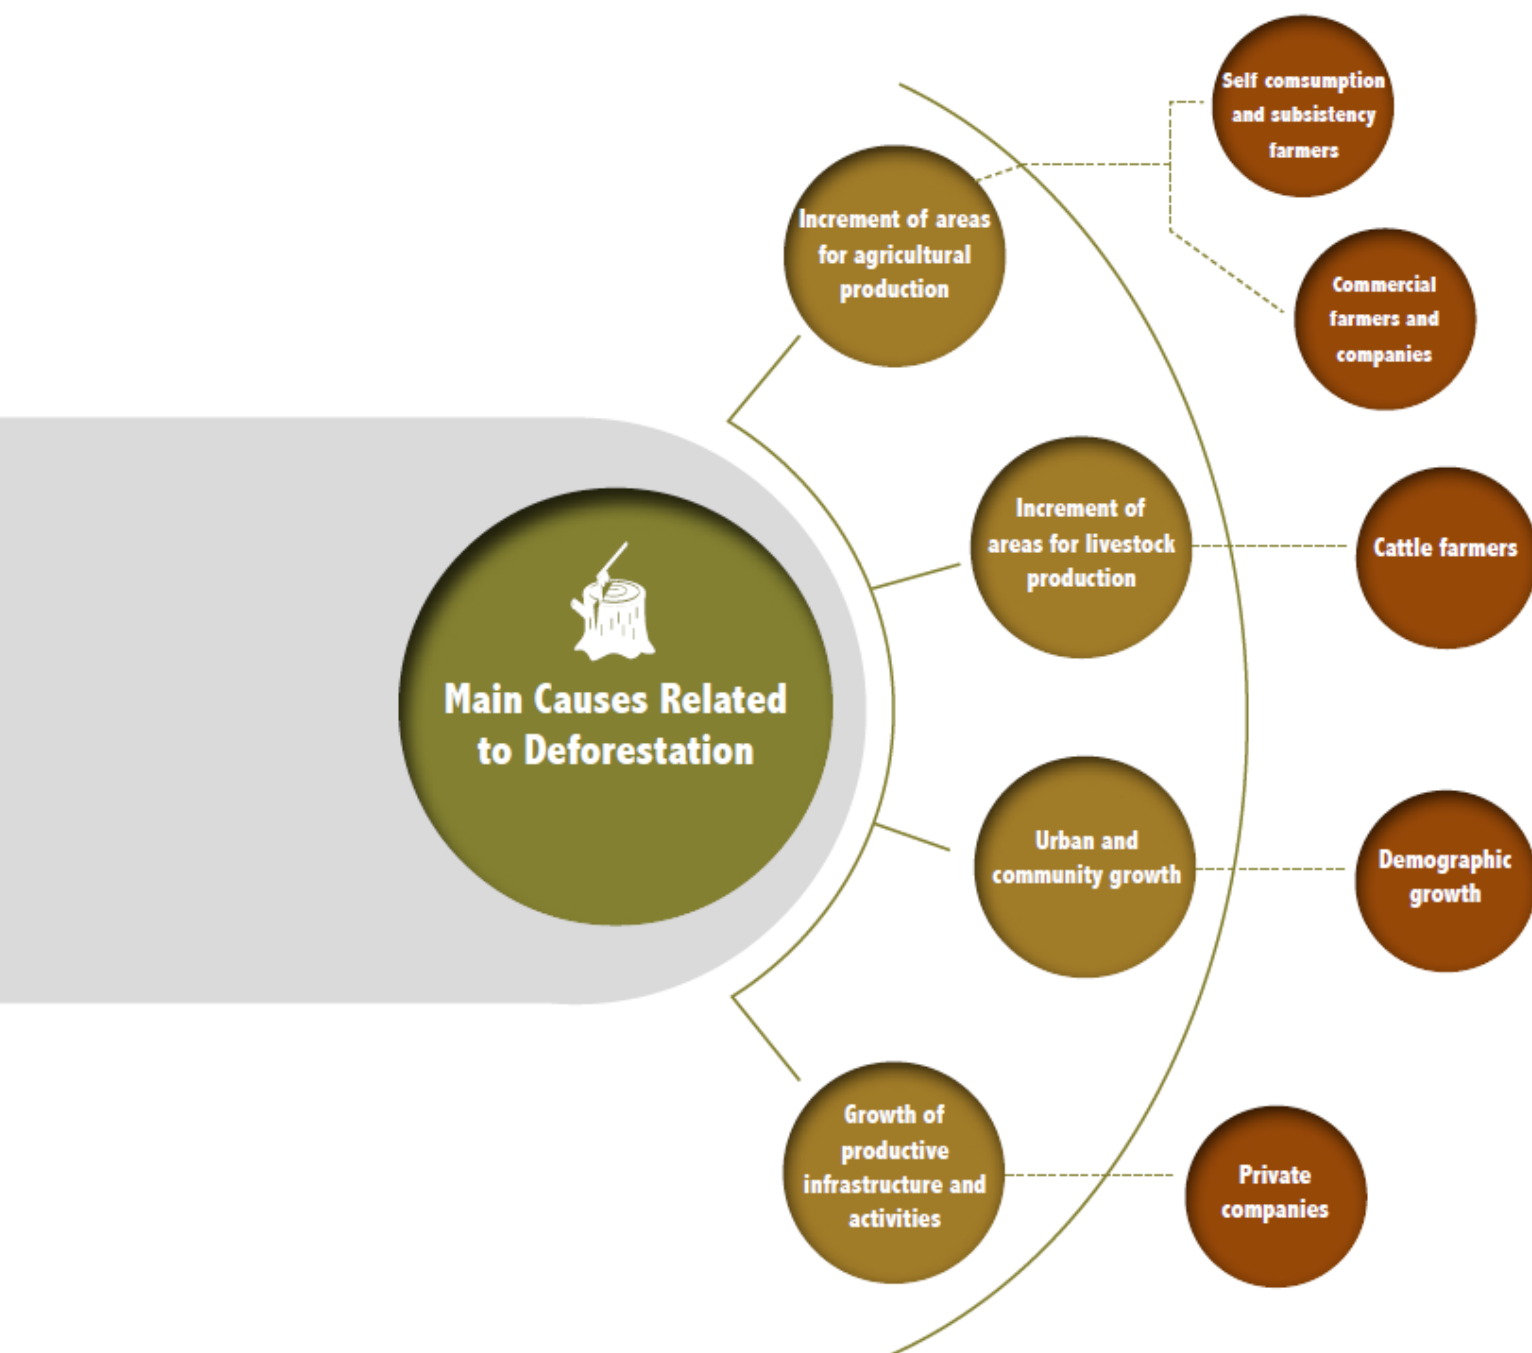 Self comsumption
and subsistency
farmers
Increment of areas
for agricultural
production
Commercial
farmers and
companies
Increment of
areas for livestock
production
Cattle farmers
Main Causes Related
to Deforestation
Urban and
community growth
Demographic
growth
Growth of
productive
infrastructure and
activities
Private
companies